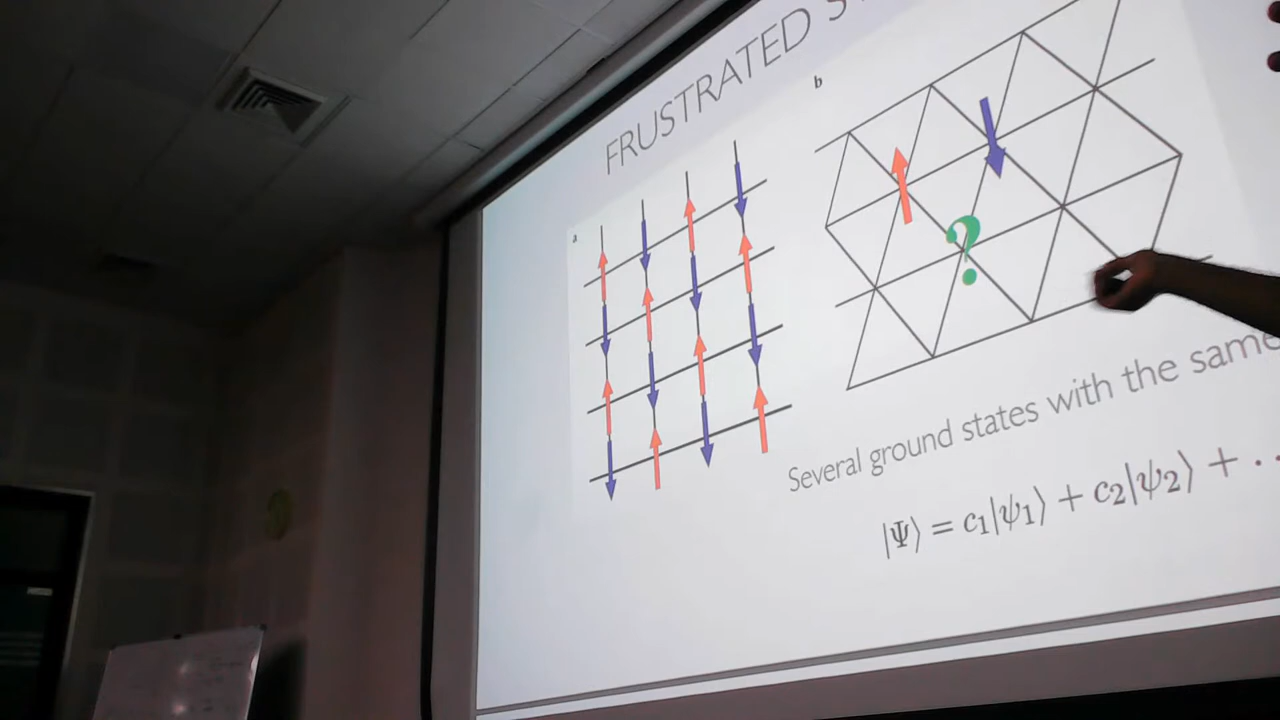 FRUSTRATED
a
b
?
Several ground states with the same
|Ψ⟩ = c₁|ψ₁⟩ + c₂|ψ₂⟩ + ..